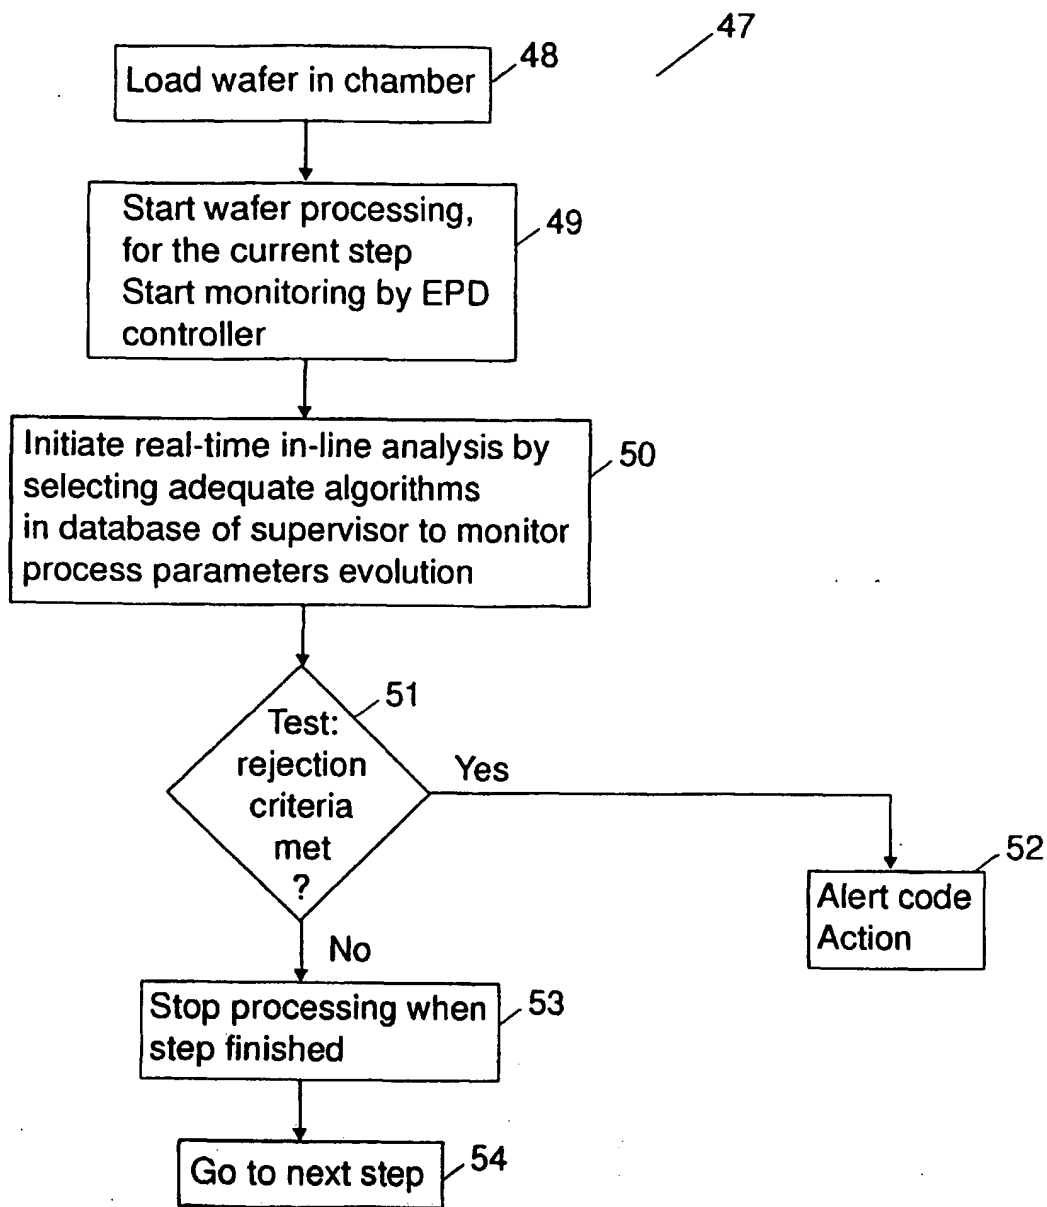 47
48
Load wafer in chamber
49
Start wafer processing,
for the current step
Start monitoring by EPD
controller
50
Initiate real-time in-line analysis by
selecting adequate algorithms
in database of supervisor to monitor
process parameters evolution
51
Test:
rejection
criteria
met
?
Yes
52
Alert code
Action
No
53
Stop processing when
step finished
54
Go to next step